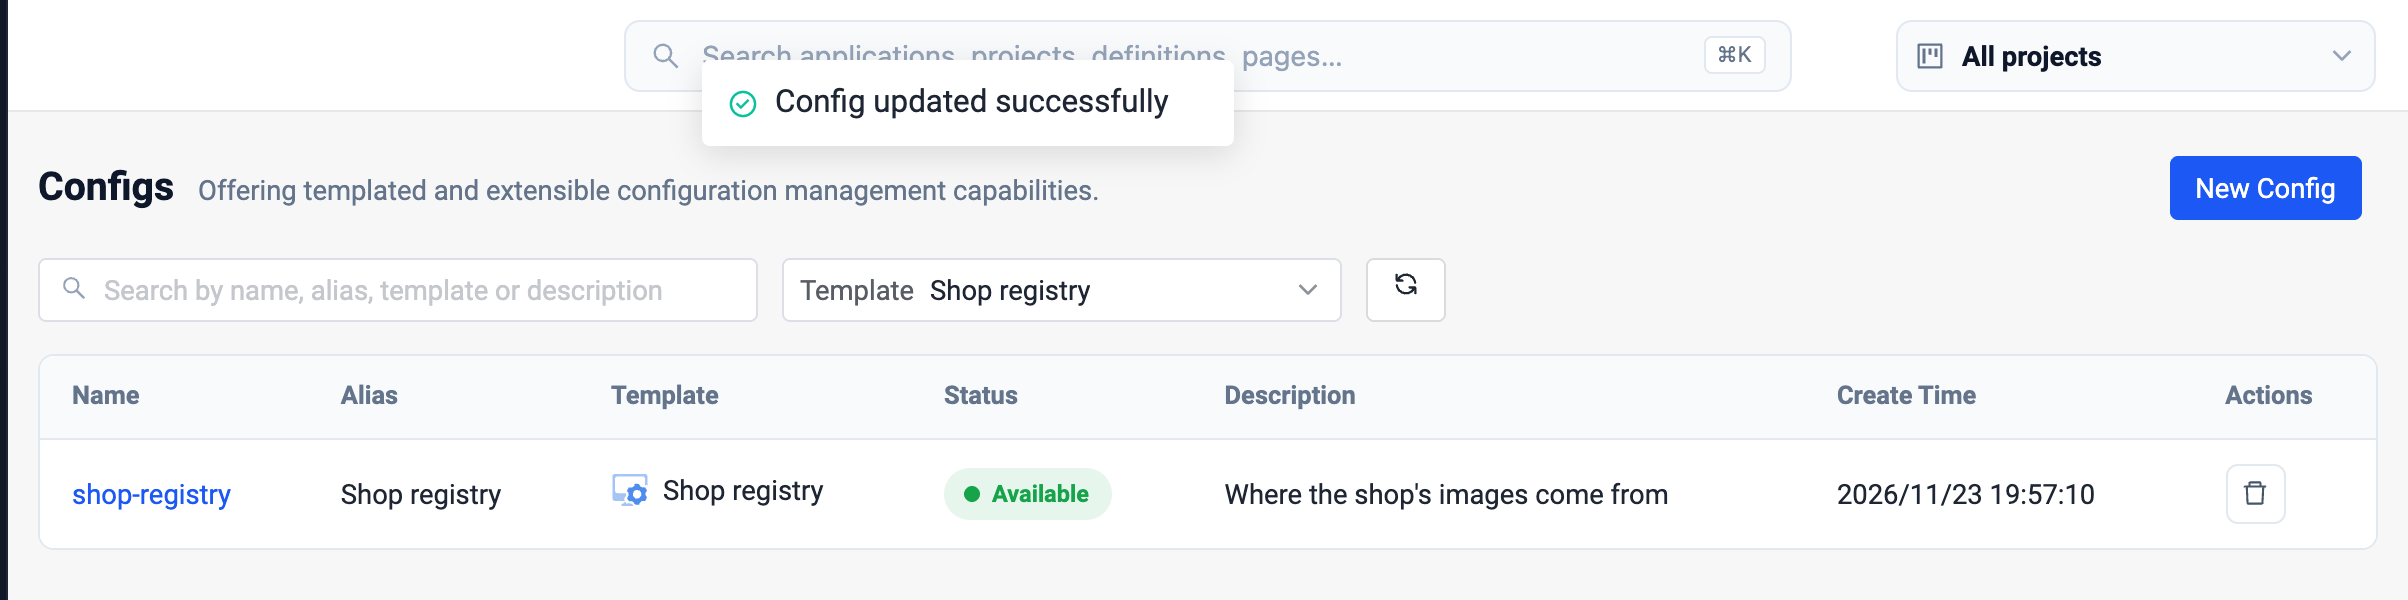 Search applications, projects, definitions, pages...
⌘K
All projects
Config updated successfully
Configs
Offering templated and extensible configuration management capabilities.
New Config
Search by name, alias, template or description
Template Shop registry
Name Alias Template Status Description Create Time Actions
shop-registry Shop registry Shop registry Available Where the shop's images come from 2026/11/23 19:57:10